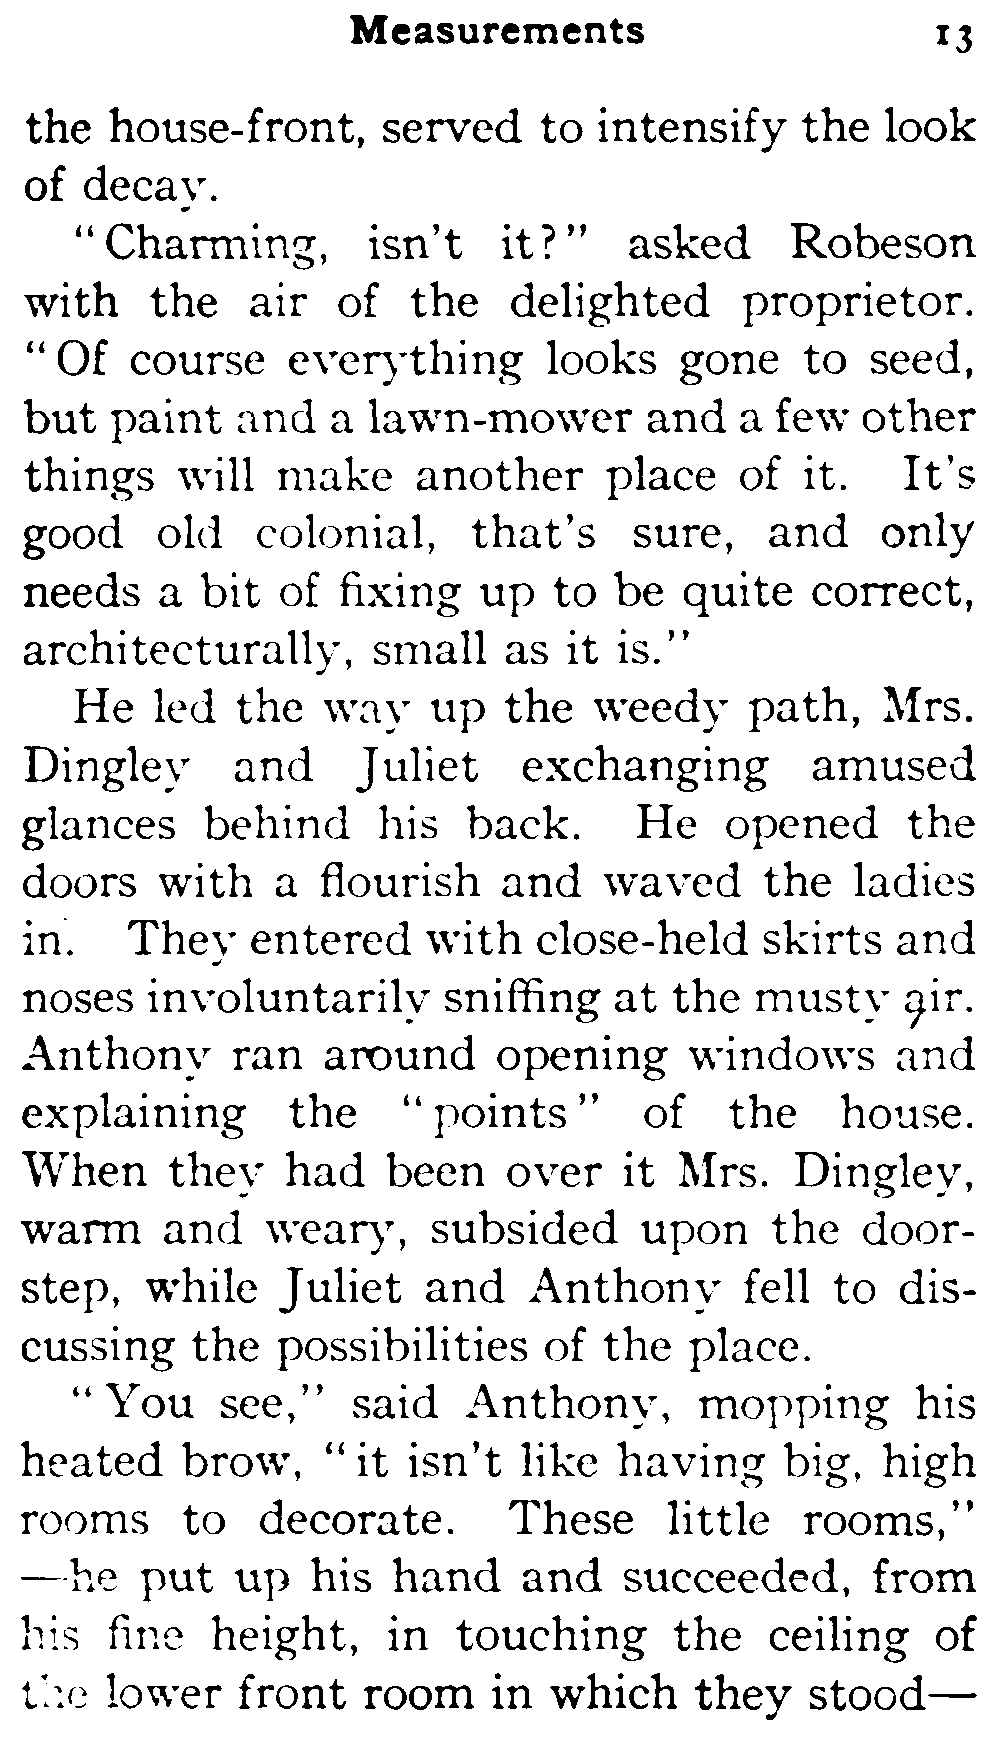 Measurements 13
the house-front, served to intensify the look
of decay.
"Charming, isn't it?" asked Robeson
with the air of the delighted proprietor.
"Of course everything looks gone to seed,
but paint and a lawn-mower and a few other
things will make another place of it. It's
good old colonial, that's sure, and only
needs a bit of fixing up to be quite correct,
architecturally, small as it is."
He led the way up the weedy path, Mrs.
Dingley and Juliet exchanging amused
glances behind his back. He opened the
doors with a flourish and waved the ladies
in. They entered with close-held skirts and
noses involuntarily sniffing at the musty air.
Anthony ran around opening windows and
explaining the "points" of the house.
When they had been over it Mrs. Dingley,
warm and weary, subsided upon the door-
step, while Juliet and Anthony fell to dis-
cussing the possibilities of the place.
"You see," said Anthony, mopping his
heated brow, "it isn't like having big, high
rooms to decorate. These little rooms,"
—he put up his hand and succeeded, from
his fine height, in touching the ceiling of
the lower front room in which they stood—